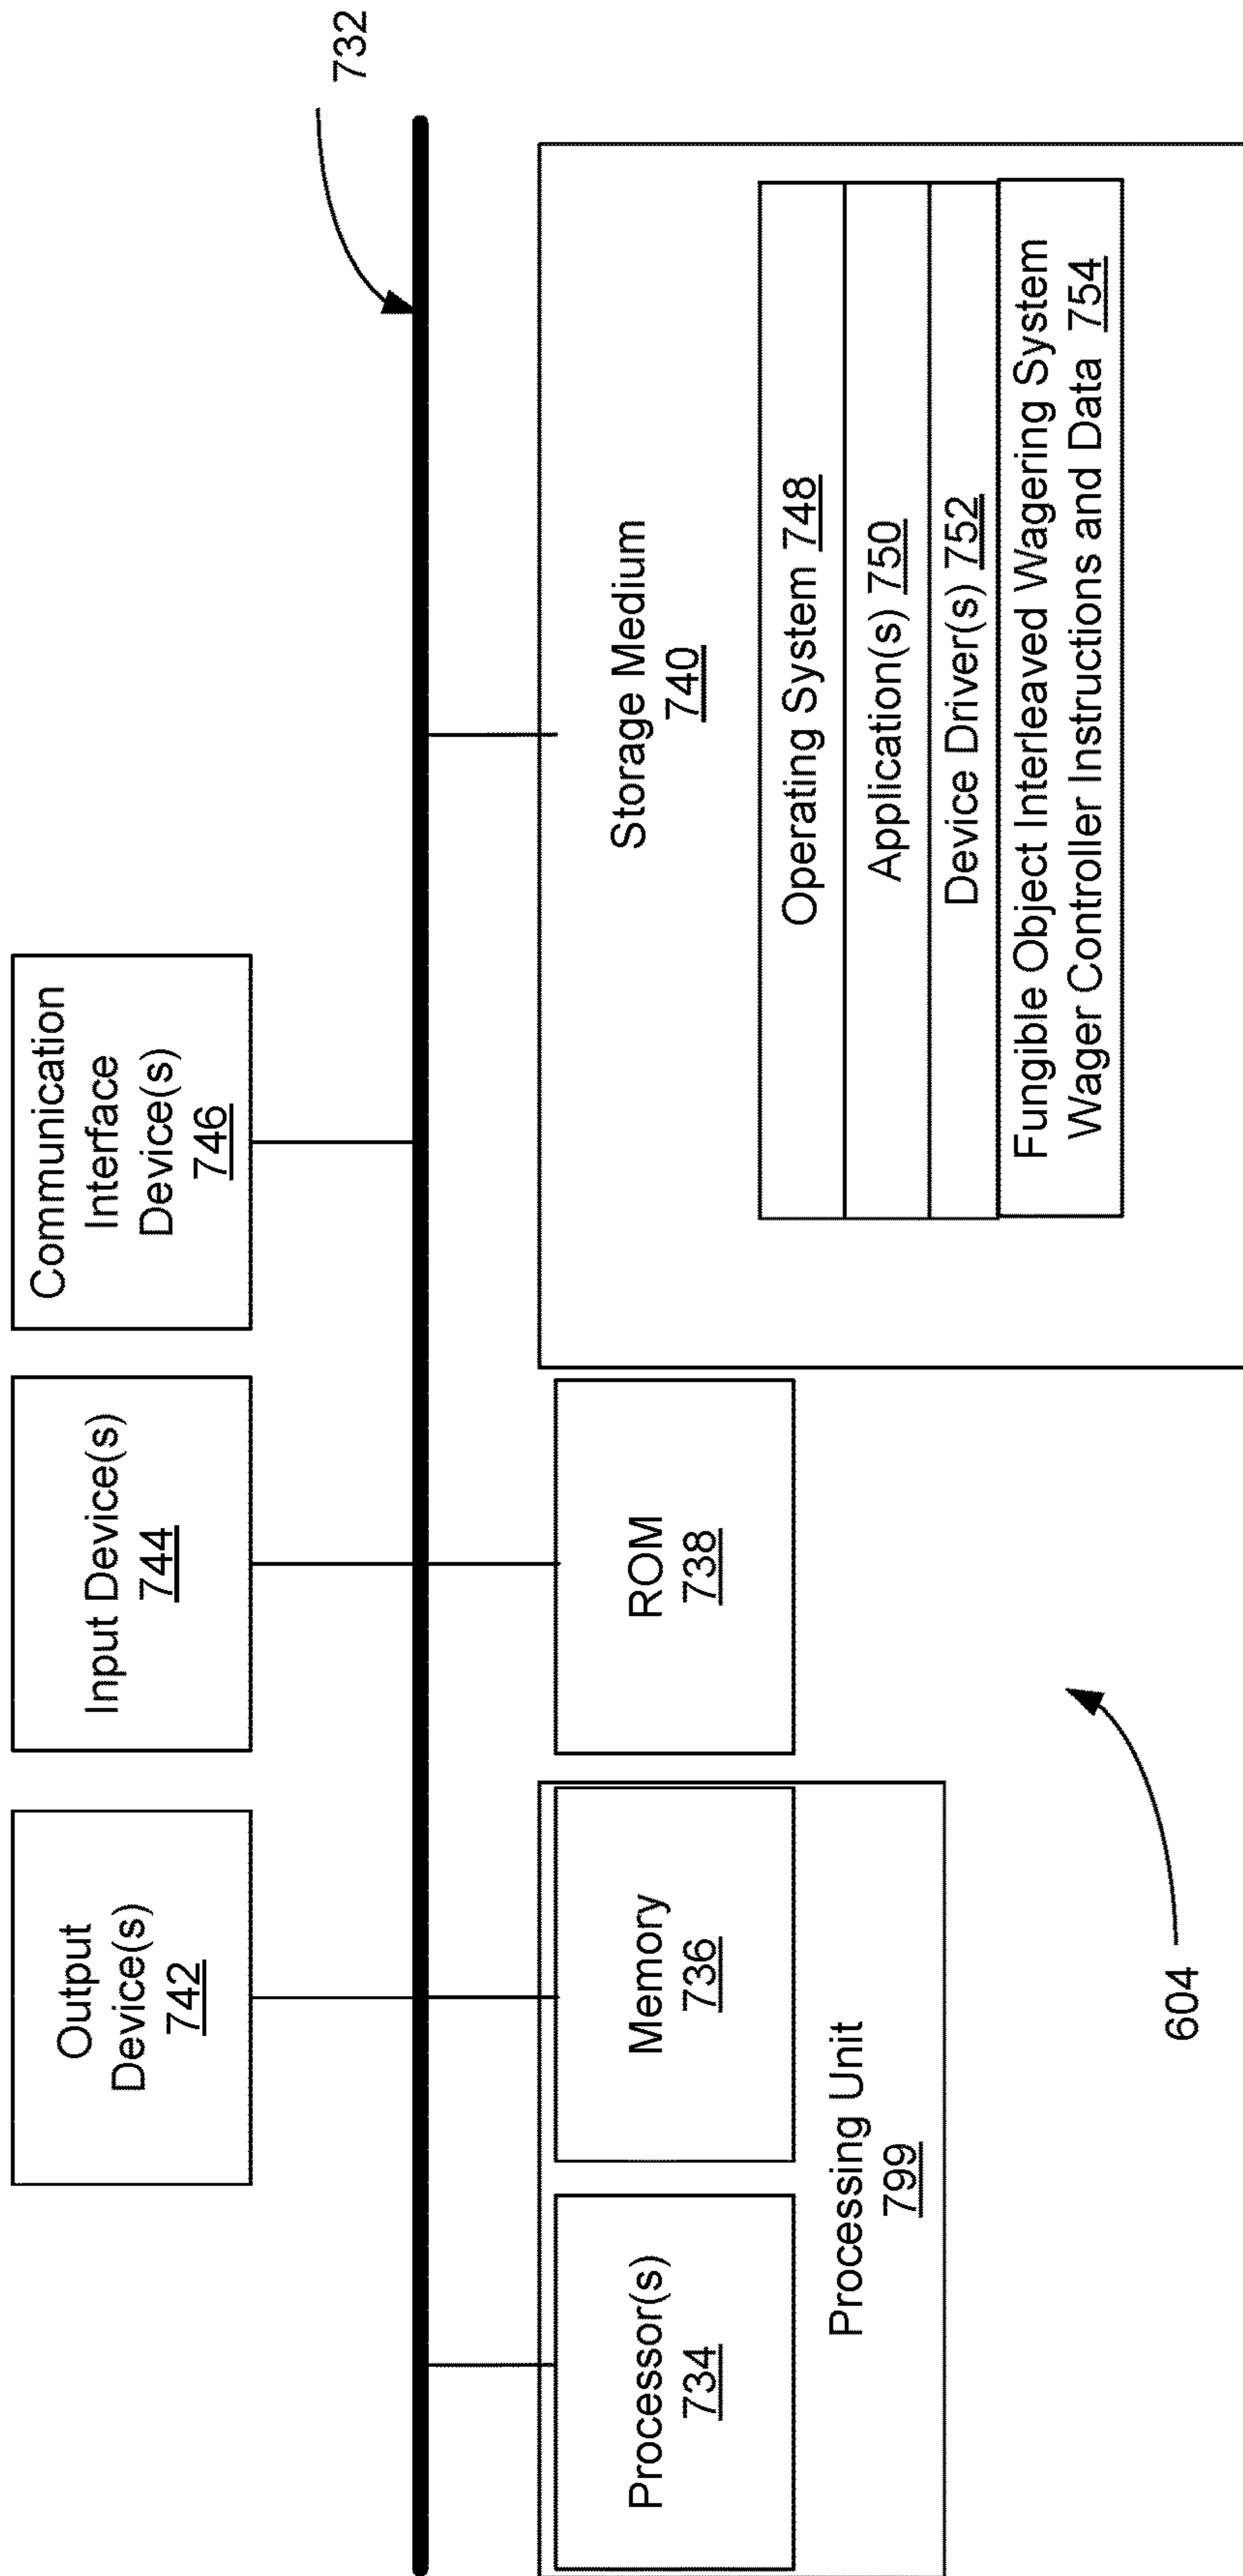 732
Output
Device(s)
742
Input Device(s)
744
Communication
Interface
Device(s)
746
Processor(s)
734
Memory
736
Processing Unit
799
ROM
738
Storage Medium
740
Operating System 748
Application(s) 750
Device Driver(s) 752
Fungible Object Interleaved Wagering System
Wager Controller Instructions and Data 754
604